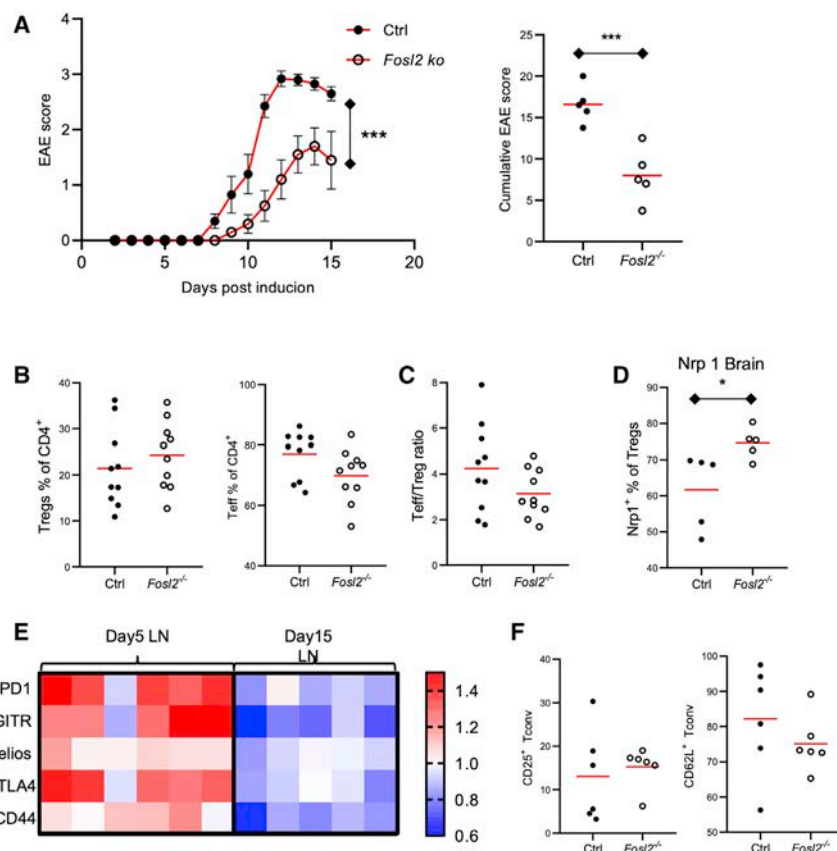 A
4
3
2
1
0
EAE score
0
5
10
15
20
Days post inducion
Ctrl
Fosl2 ko
***
25
20
15
10
5
0
Cumulative EAE score
***
Ctrl
Fosl2-/-
B
40
30
20
10
0
Tregs % of CD4+
Ctrl
Fosl2-/-
100
80
60
40
Teff % of CD4+
Ctrl
Fosl2-/-
C
8
6
4
2
0
Teff/Treg ratio
Ctrl
Fosl2-/-
D
Nrp 1 Brain
*
90
80
70
60
50
40
Nrp1+ % of Tregs
Ctrl
Fosl2-/-
E
Day5 LN
Day15
LN
PD1
GITR
elios
TLA4
CD44
1.4
1.2
1.0
0.8
0.6
F
40
30
20
10
0
CD25+ Tconv
Ctrl
Fosl2-/-
100
90
80
70
60
50
CD62L+ Tconv
Ctrl
Fosl2-/-